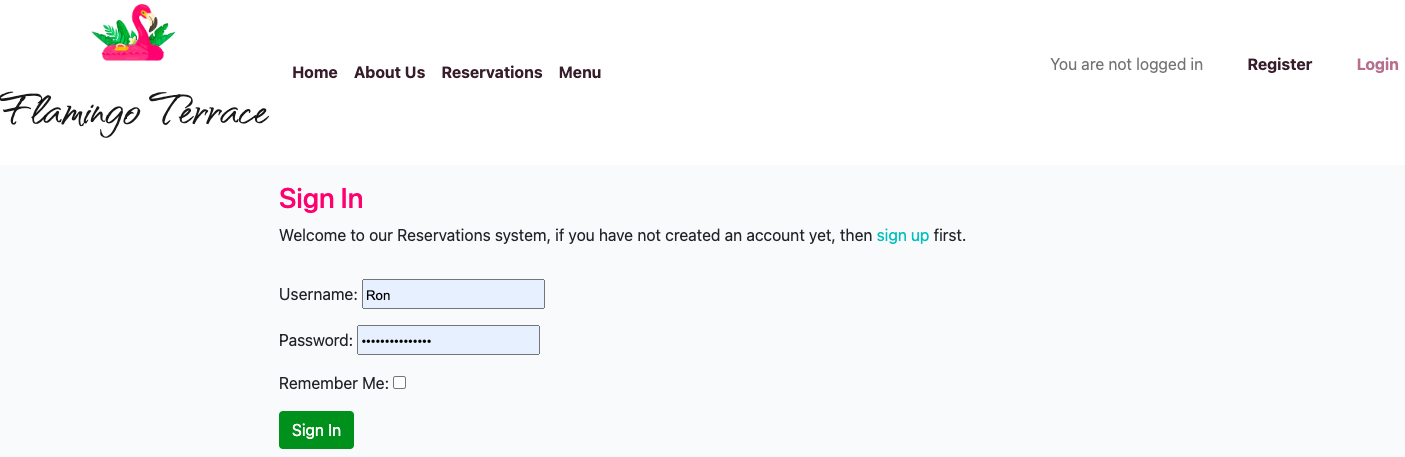 Flamingo Terrace
Home About Us Reservations Menu
You are not logged in Register Login
Sign In
Welcome to our Reservations system, if you have not created an account yet, then sign up first.
Username: Ron
Password: •••••••••••••••
Remember Me:
Sign In